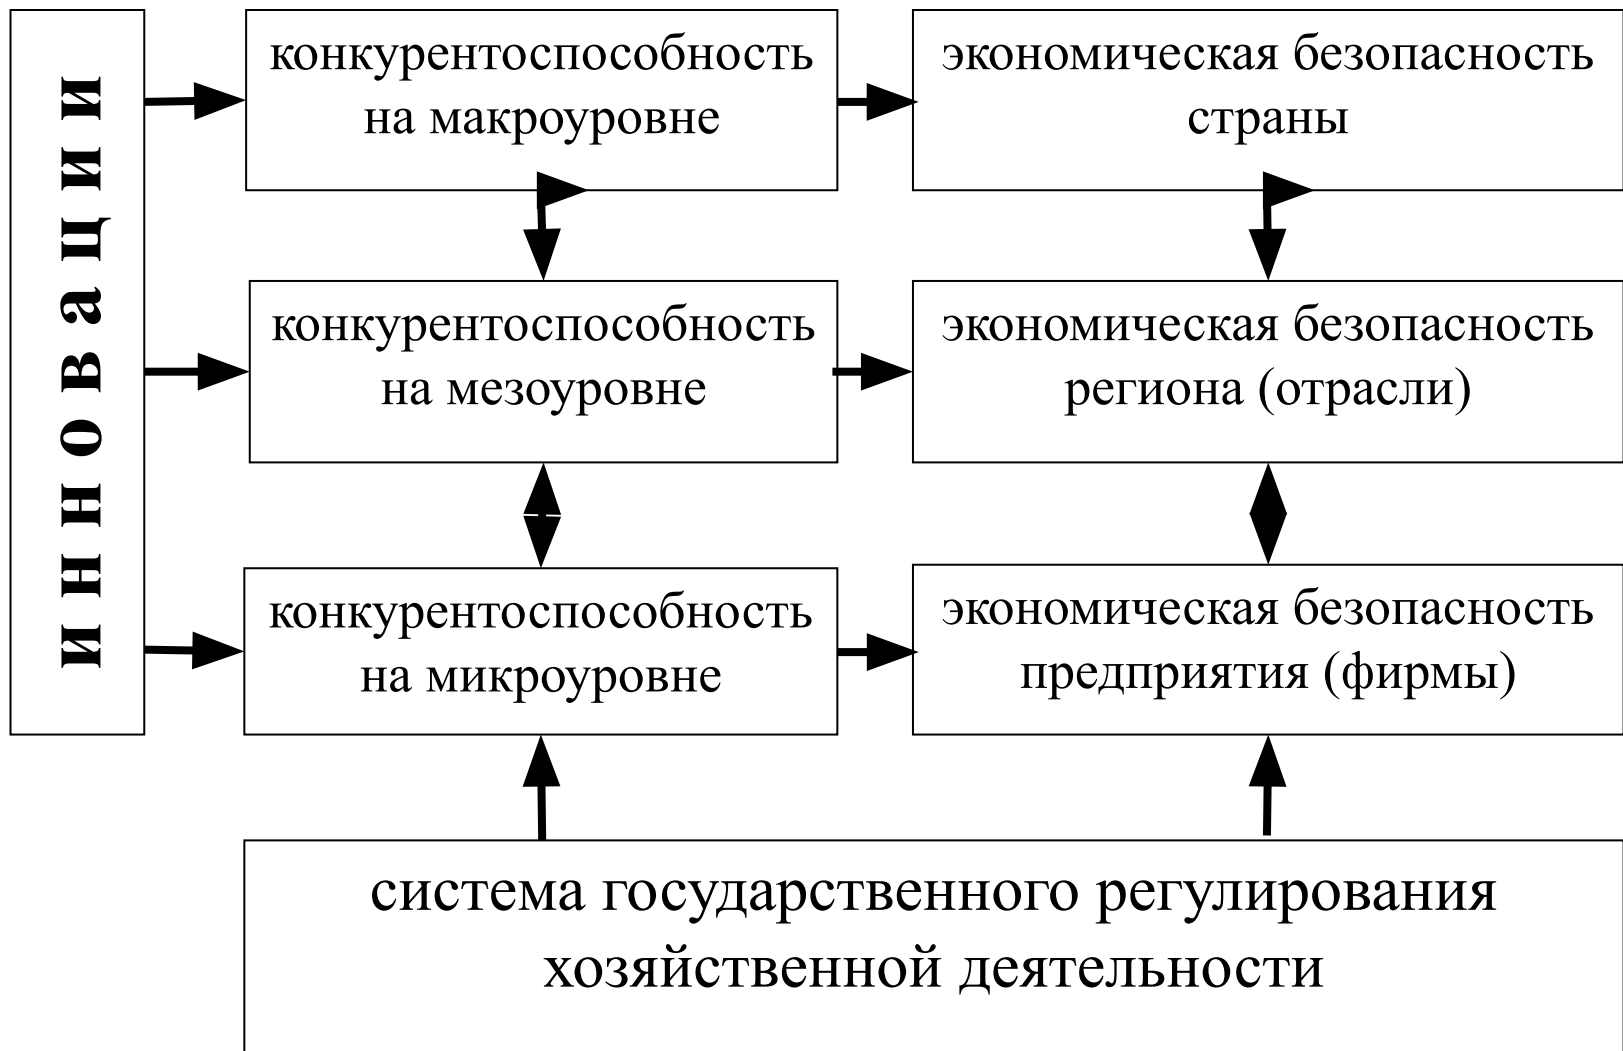 инновации
конкурентоспособность
на макроуровне
экономическая безопасность
страны
конкурентоспособность
на мезоуровне
экономическая безопасность
региона (отрасли)
конкурентоспособность
на микроуровне
экономическая безопасность
предприятия (фирмы)
система государственного регулирования
хозяйственной деятельности